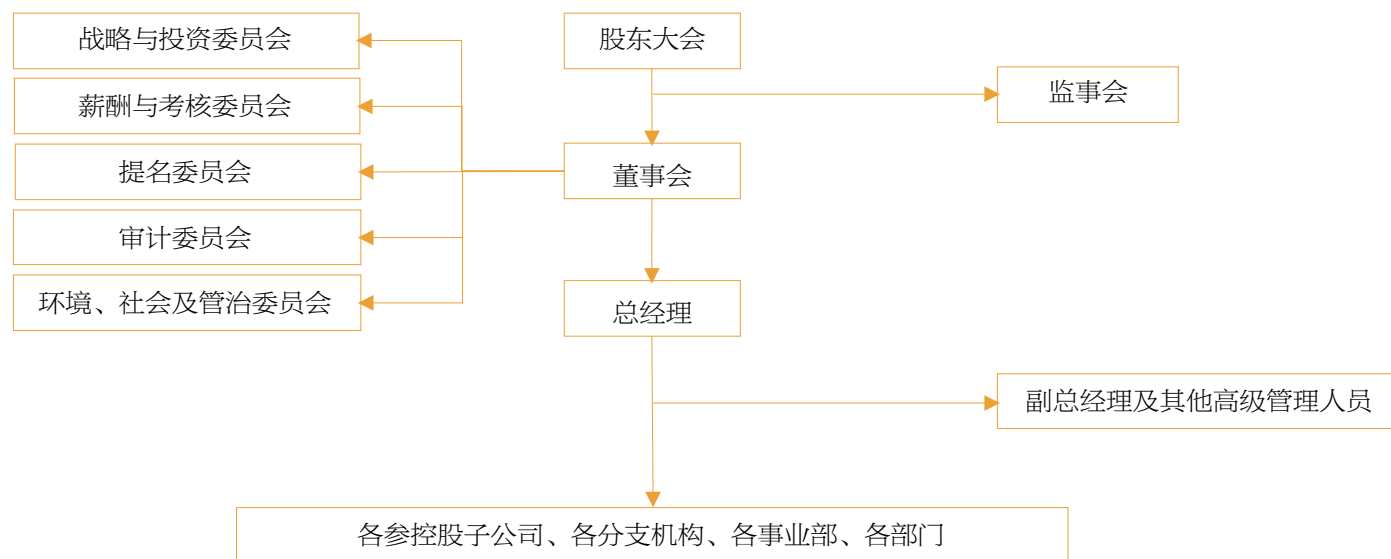 战略与投资委员会
股东大会
监事会
薪酬与考核委员会
提名委员会
董事会
审计委员会
环境、社会及管治委员会
总经理
副总经理及其他高级管理人员
各参控股子公司、各分支机构、各事业部、各部门